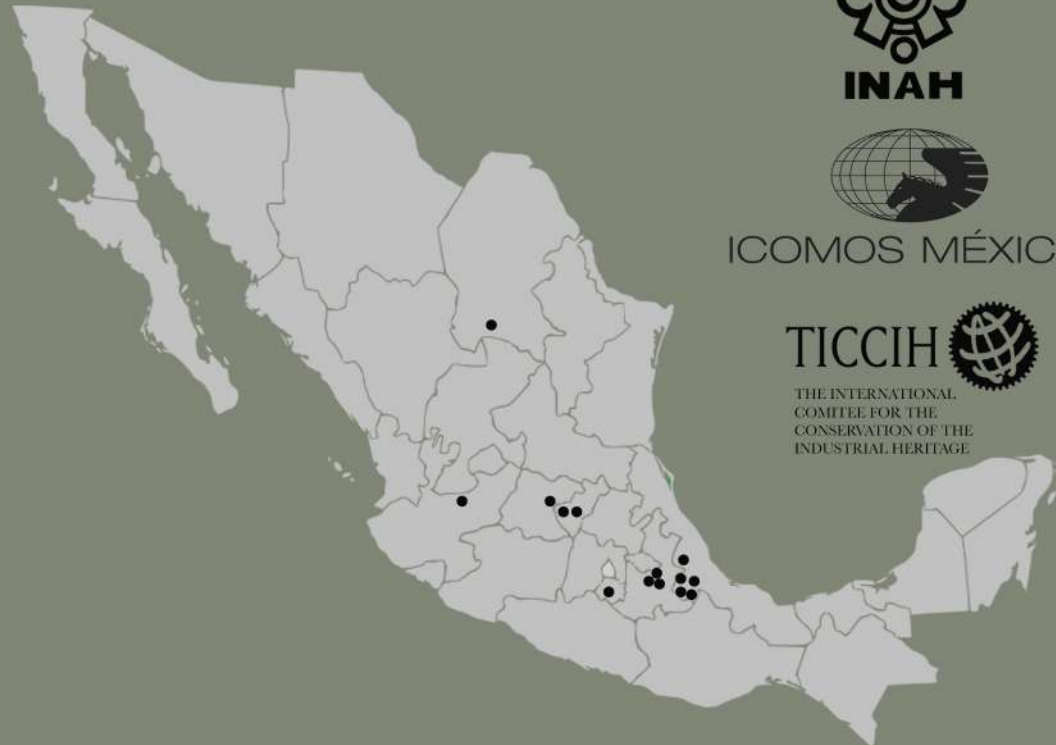 INAH
ICOMOS MÉXIC
TICCIH
THE INTERNATIONAL
COMITEE FOR THE
CONSERVATION OF THE
INDUSTRIAL HERITAGE